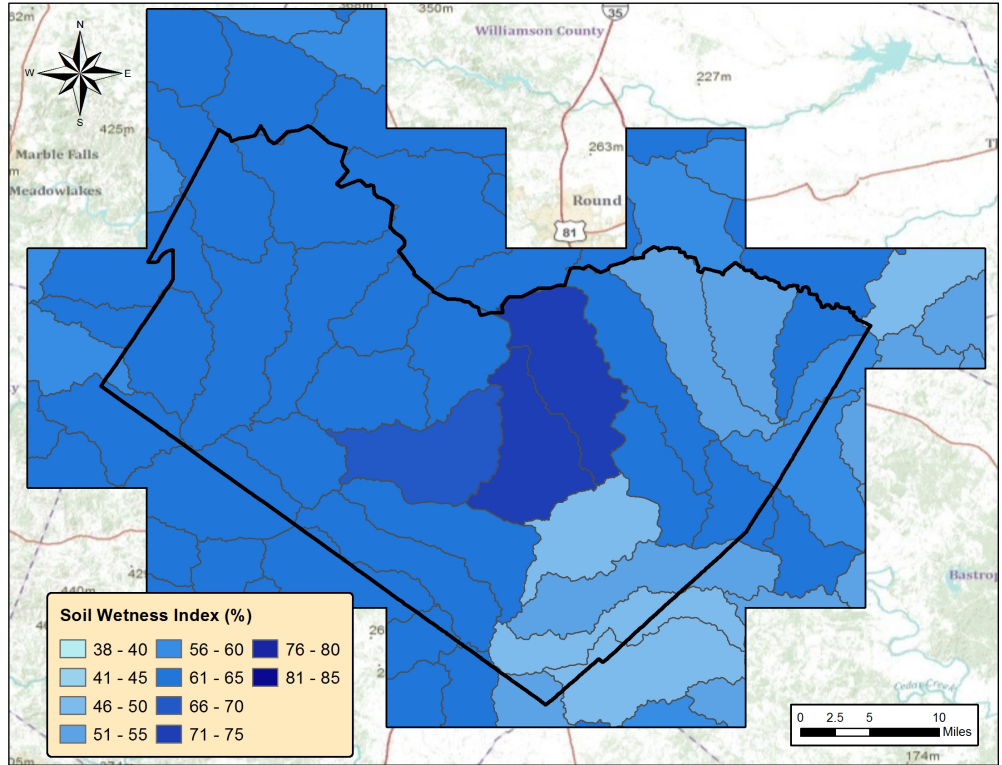 350m
35
Williamson County
N
W E
S
227m
425m
Marble Falls
Meadowlakes
263m
Round
81
Bastrop
Cedar Creek
Soil Wetness Index (%)
38 - 40 56 - 60 76 - 80
41 - 45 61 - 65 81 - 85
46 - 50 66 - 70
51 - 55 71 - 75
0 2.5 5 10
Miles
174m